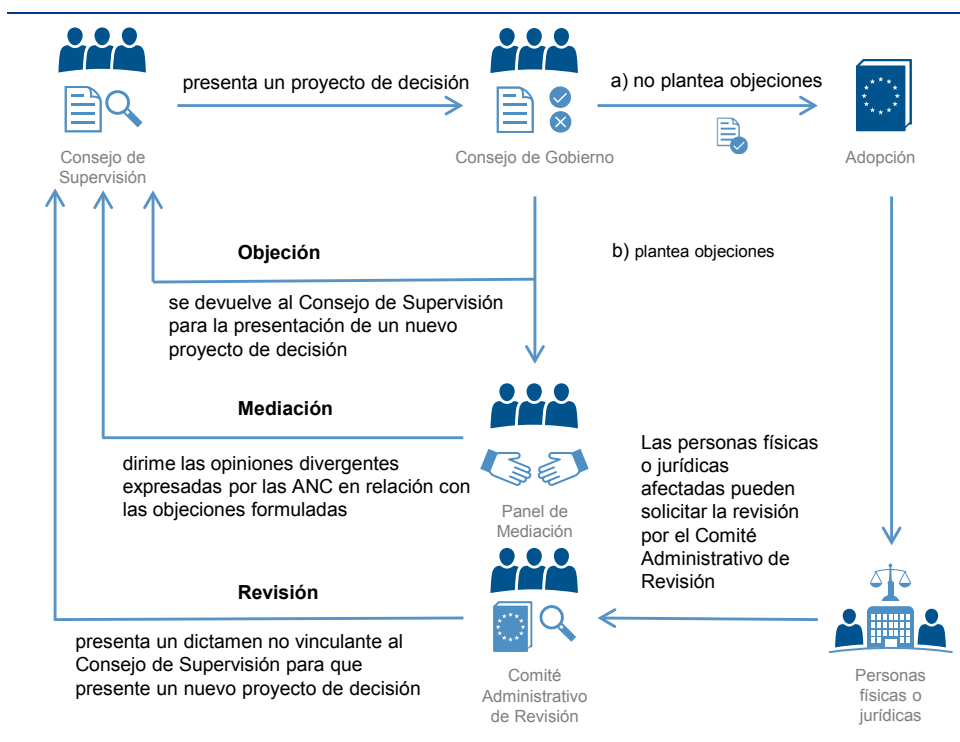 presenta un proyecto de decisión
a) no plantea objeciones
Consejo de
Supervisión
Consejo de Gobierno
Adopción
Objeción
b) plantea objeciones
se devuelve al Consejo de Supervisión
para la presentación de un nuevo
proyecto de decisión
Mediación
dirime las opiniones divergentes
expresadas por las ANC en relación con
las objeciones formuladas
Panel de
Mediación
Las personas físicas
o jurídicas
afectadas pueden
solicitar la revisión
por el Comité
Administrativo de
Revisión
Revisión
presenta un dictamen no vinculante al
Consejo de Supervisión para que
presente un nuevo proyecto de decisión
Comité
Administrativo
de Revisión
Personas
físicas o
jurídicas